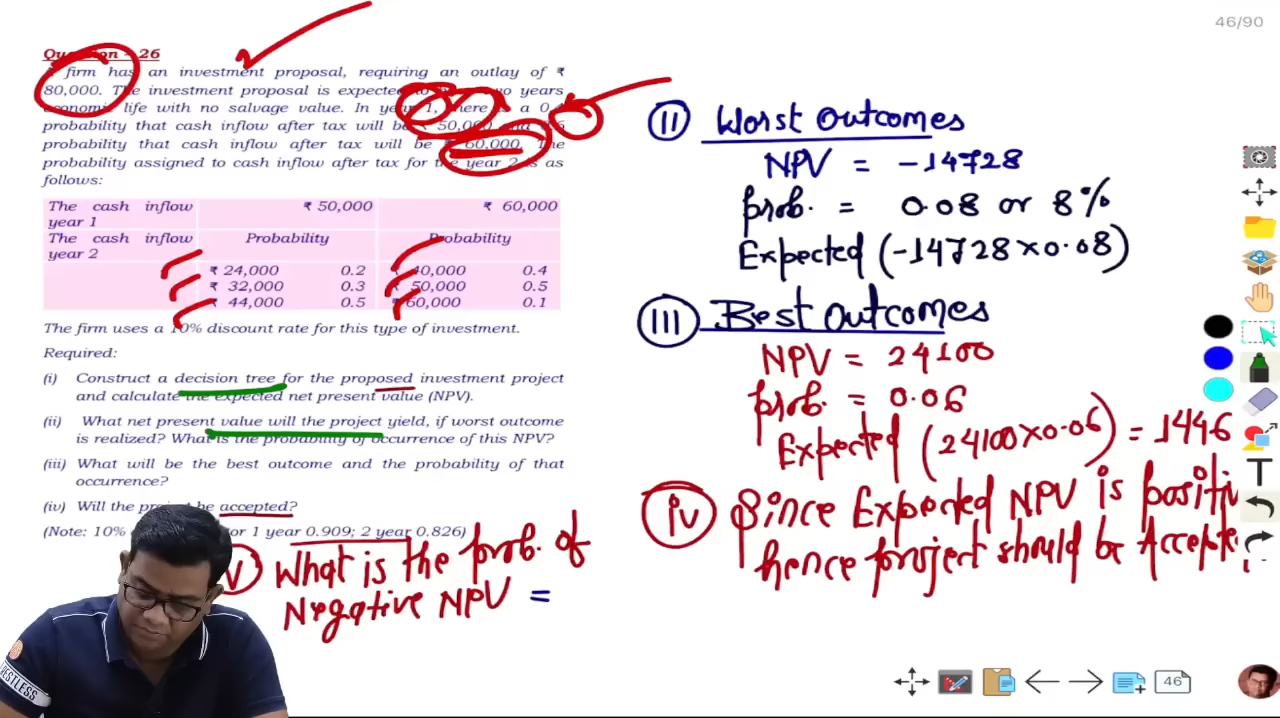 46/90
Question - 26
firm has an investment proposal, requiring an outlay of ₹
80,000. The investment proposal is expected to two years
economic life with no salvage value. In year 1, there is a 0.4
probability that cash inflow after tax will be ₹ 50,000 and 0.6
probability that cash inflow after tax will be ₹ 60,000. The
probability assigned to cash inflow after tax for the year 2 is as
follows:
The cash inflow year 1 ₹ 50,000 ₹ 60,000
The cash inflow year 2 Probability Probability
₹ 24,000 0.2 ₹ 40,000 0.4
₹ 32,000 0.3 ₹ 50,000 0.5
₹ 44,000 0.5 ₹ 60,000 0.1
The firm uses a 10% discount rate for this type of investment.
Required:
(i) Construct a decision tree for the proposed investment project
and calculate the expected net present value (NPV).
(ii) What net present value will the project yield, if worst outcome
is realized? What is the probability of occurrence of this NPV?
(iii) What will be the best outcome and the probability of that
occurrence?
(iv) Will the project be accepted?
(Note: 10% for 1 year 0.909; 2 year 0.826)
v) What is the prob. of
Negative NPV =
II Worst Outcomes
NPV = -14728
prob. = 0.08 or 8%
Expected (-14728×0.08)
III Best Outcomes
NPV = 24100
prob. = 0.06
Expected (24100×0.06) = 1446
iv Since Expected NPV is positiv
hence project should be Accepte
RESTLESS
T
46